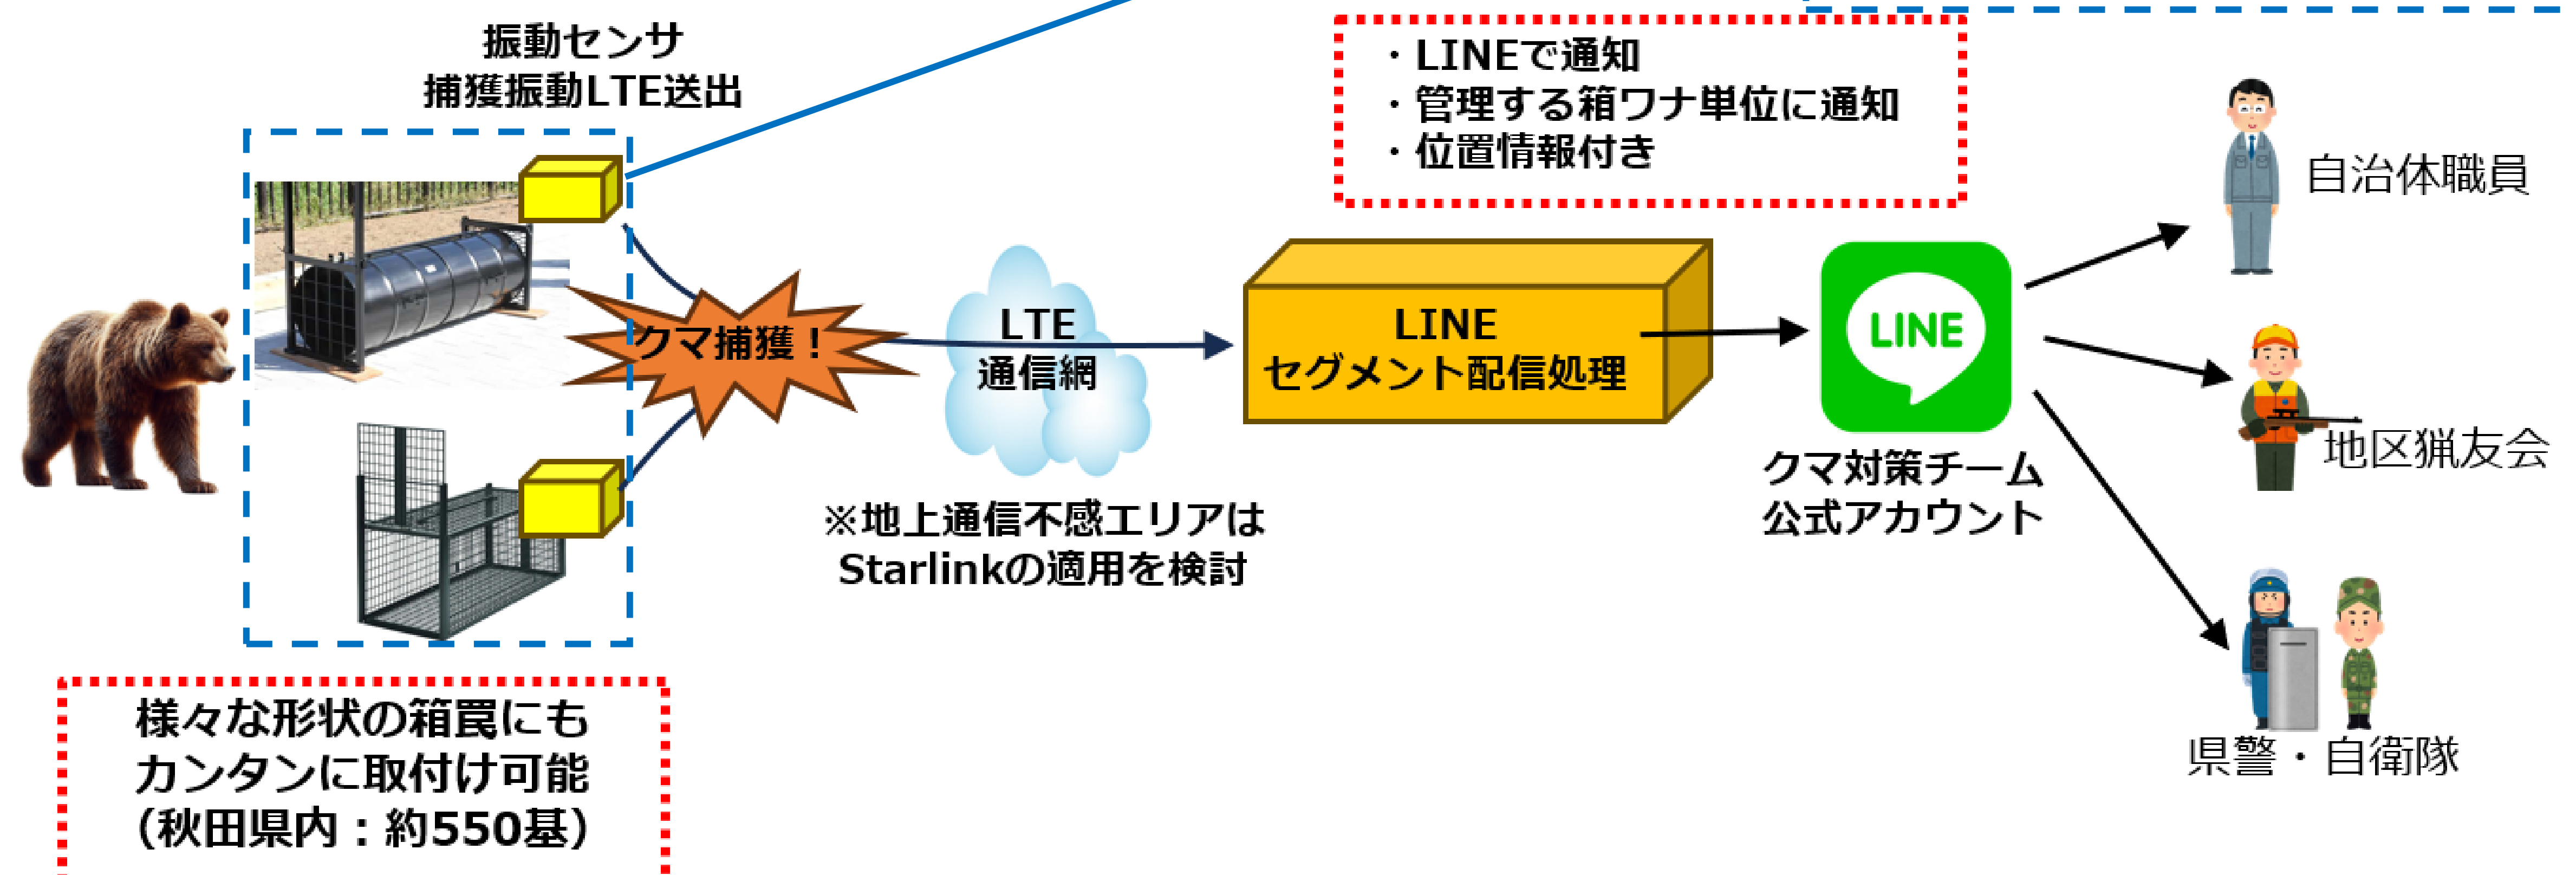 振動センサ
捕獲振動LTE送出
・LINEで通知
・管理する箱ワナ単位に通知
・位置情報付き
自治体職員
クマ捕獲！
LTE
通信網
LINE
セグメント配信処理
LINE
クマ対策チーム
公式アカウント
地区猟友会
※地上通信不感エリアは
Starlinkの適用を検討
県警・自衛隊
様々な形状の箱罠にも
カンタンに取付け可能
（秋田県内：約550基）